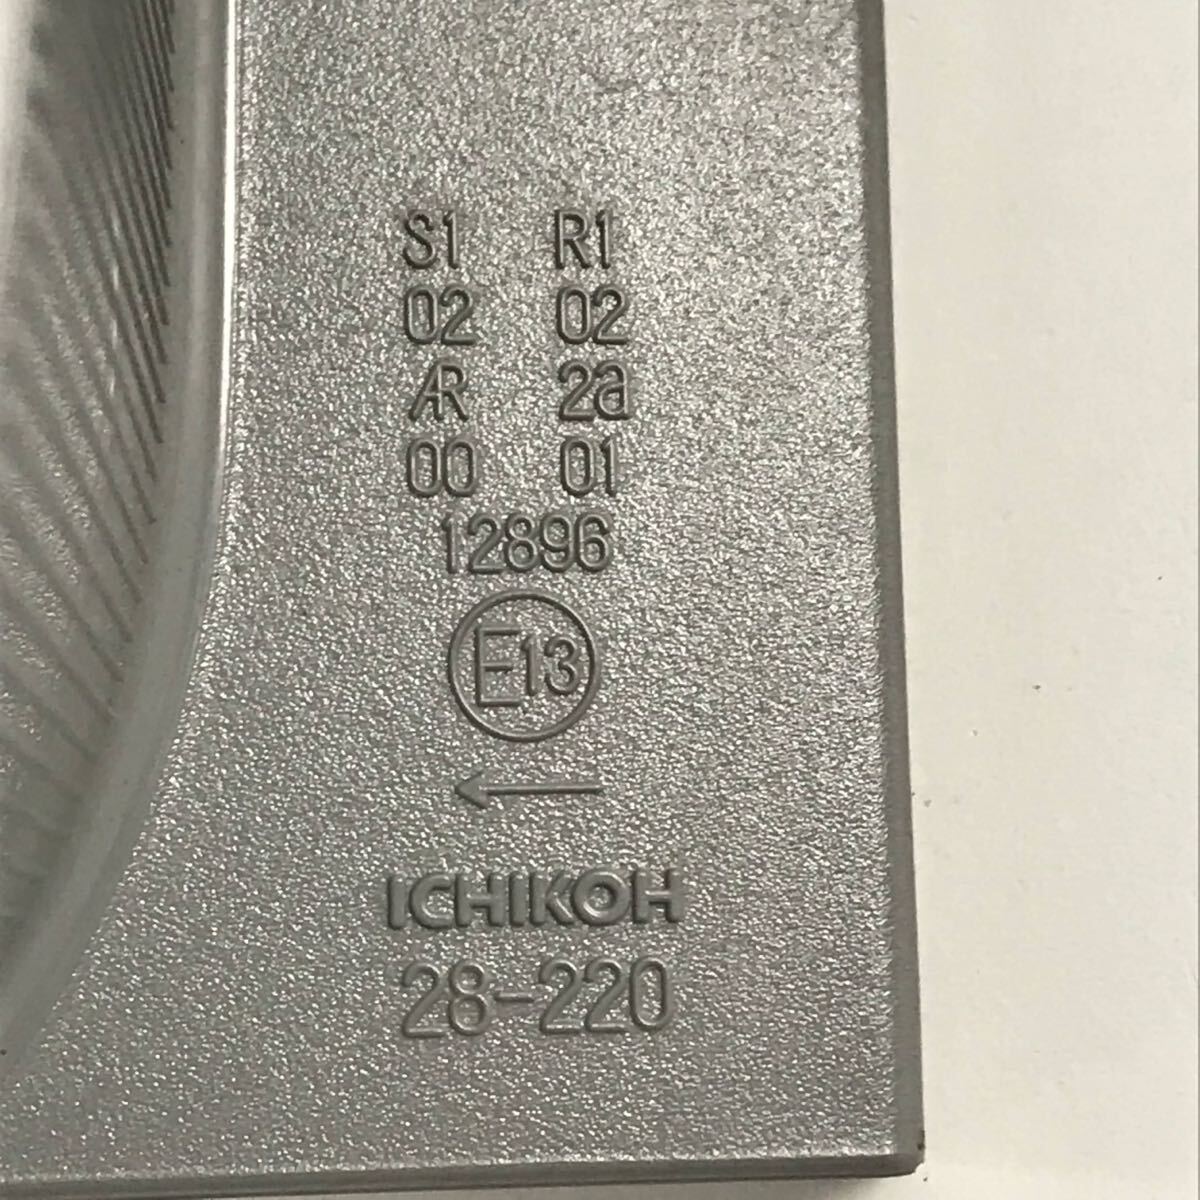 S1 R1
02 02
AR 2a
00 01
12896
E13
←
ICHIKOH
28-220